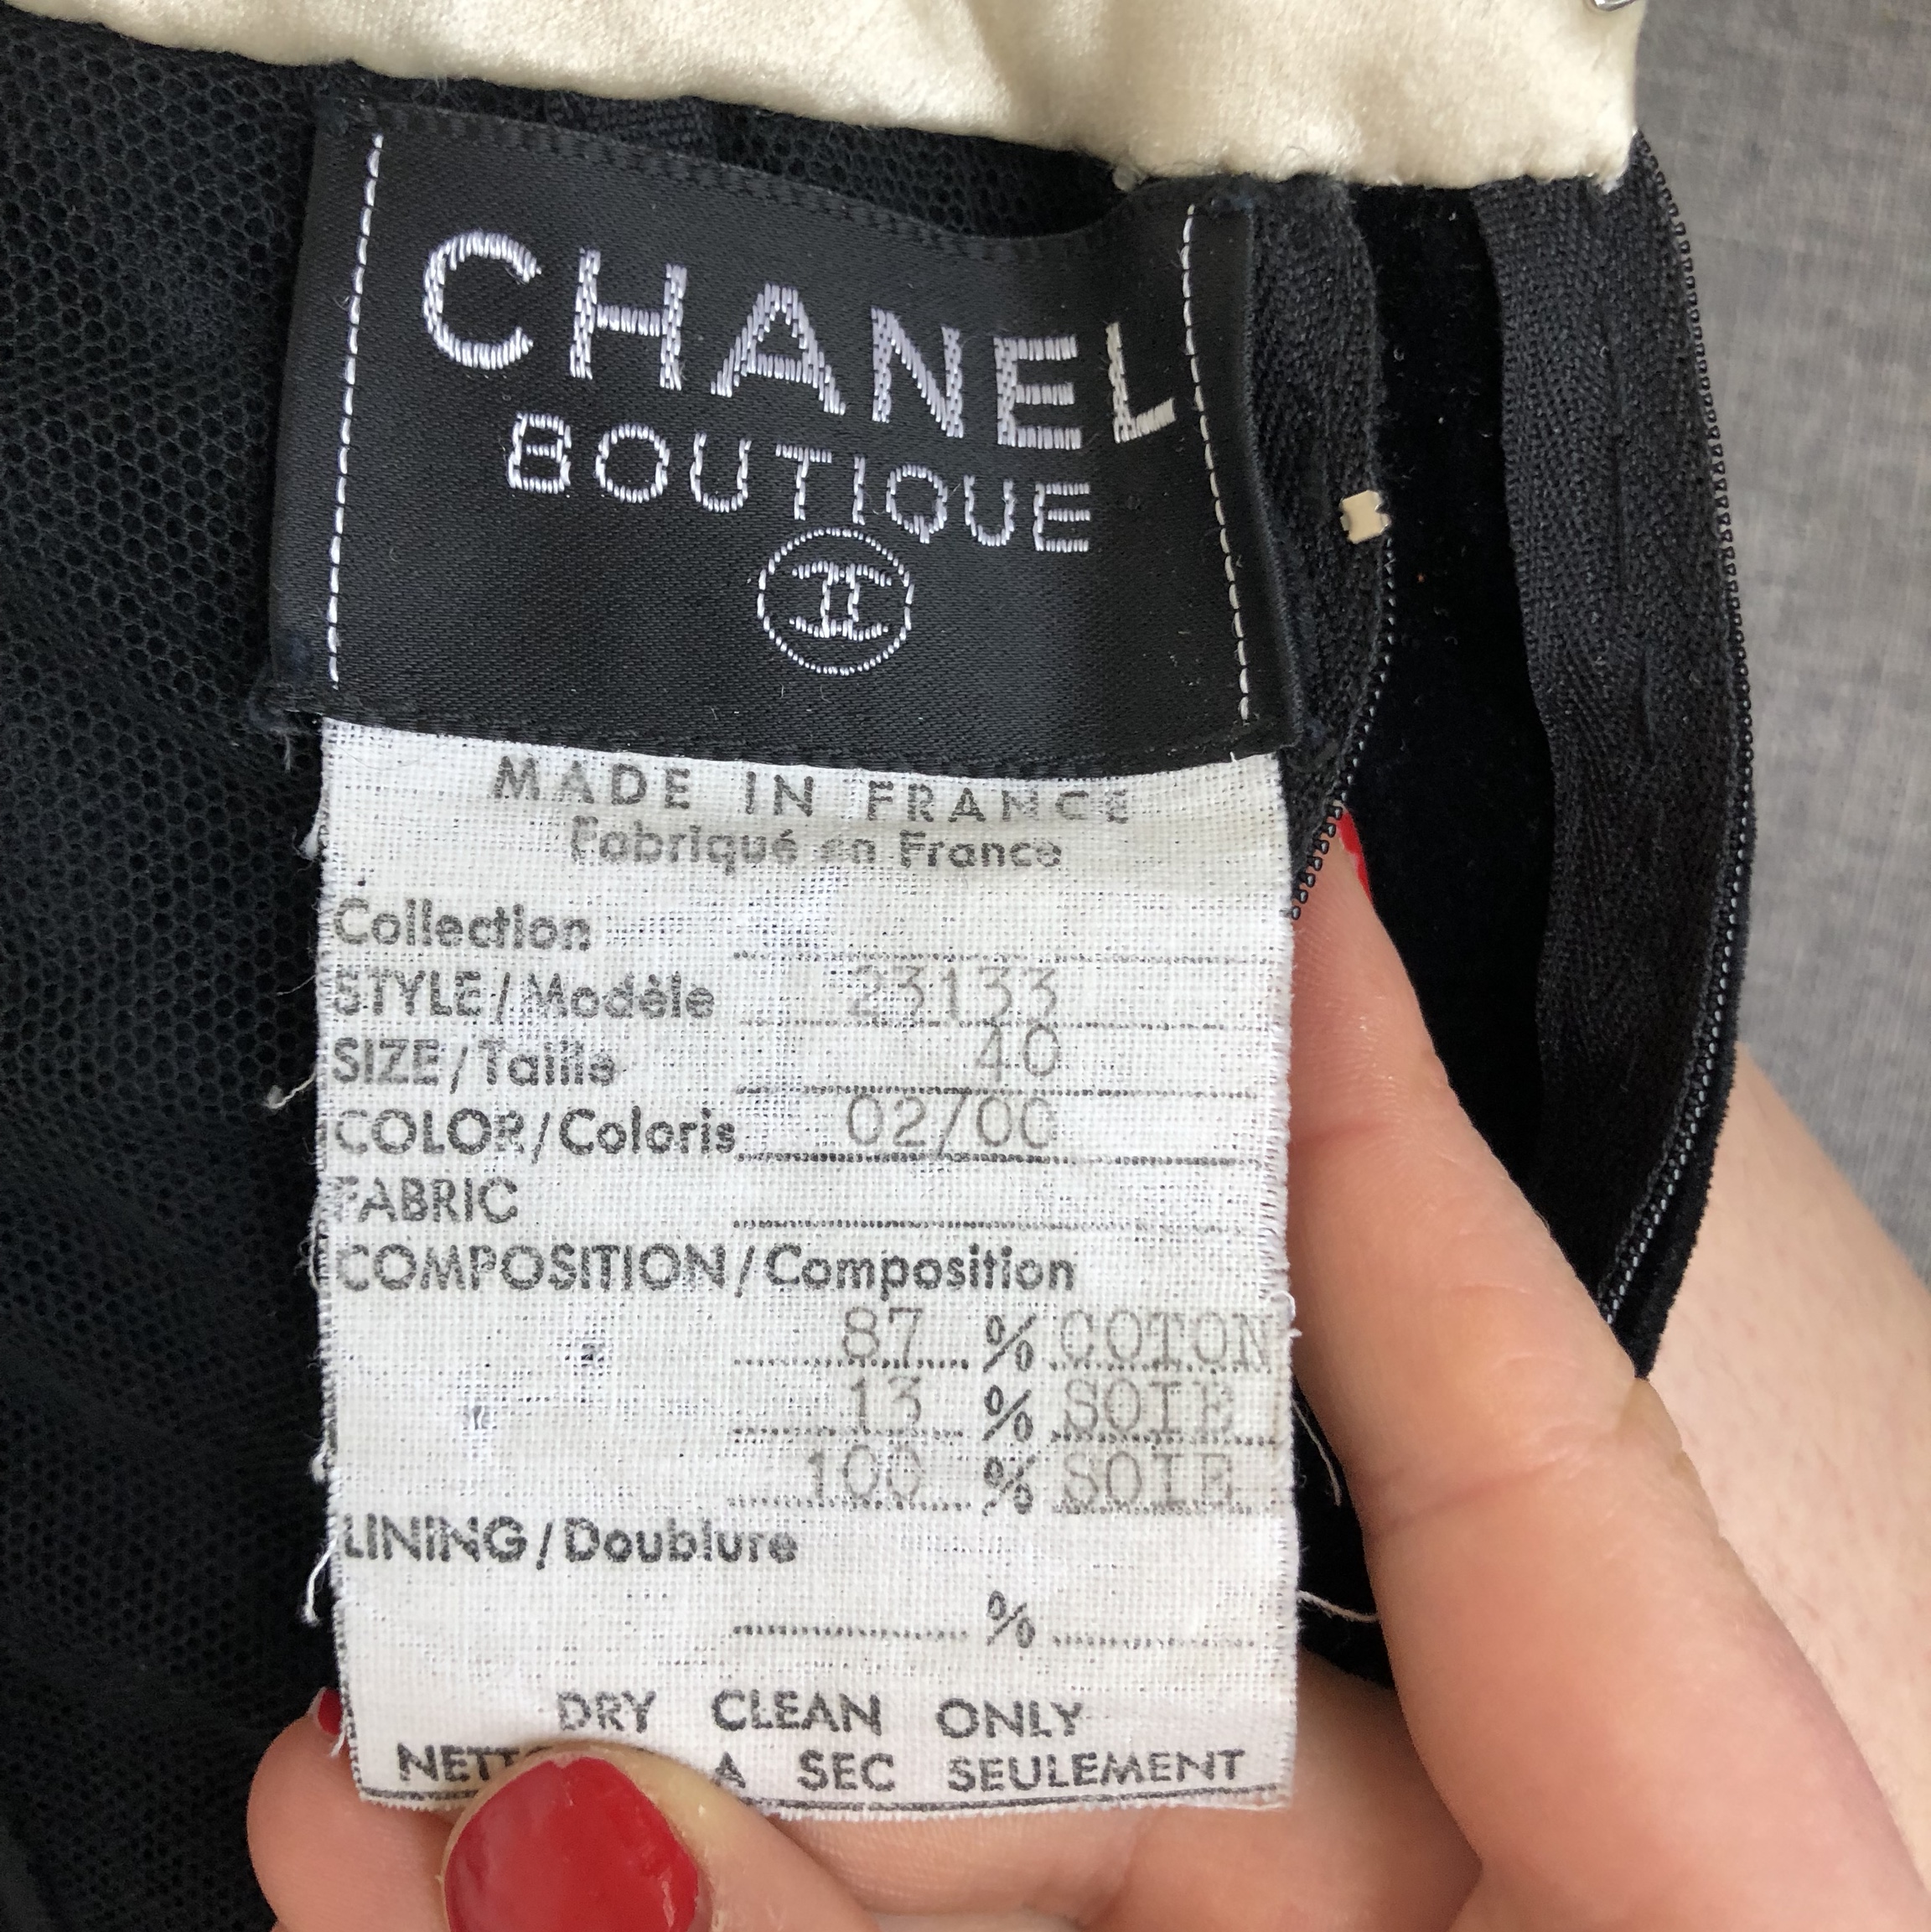 CHANEL
BOUTIQUE
MADE IN FRANCE
Fabriqué en France
Collection
STYLE/Modèle 23133
SIZE/Taille 40
COLOR/Coloris 02/00
FABRIC
COMPOSITION/Composition
87 % COTON
13 % SOIE
100 % SOIE
LINING/Doublure
%
DRY CLEAN ONLY
A SEC SEULEMENT